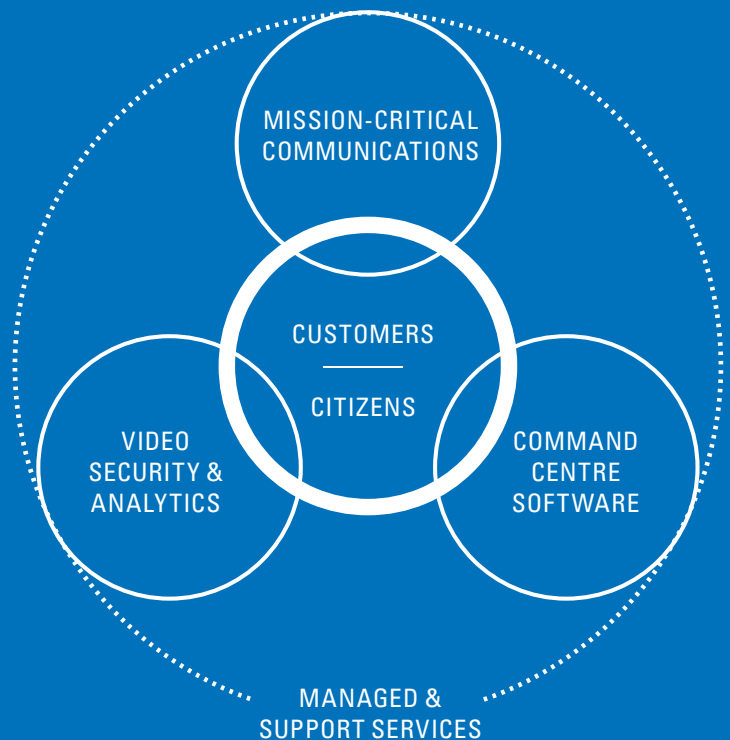 MISSION-CRITICAL
COMMUNICATIONS
CUSTOMERS
CITIZENS
VIDEO
SECURITY &
ANALYTICS
COMMAND
CENTRE
SOFTWARE
MANAGED &
SUPPORT SERVICES